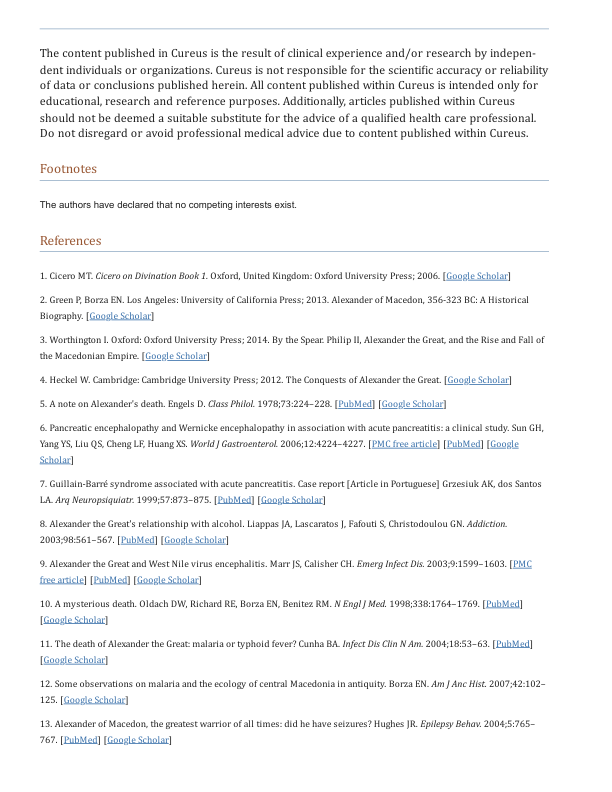 The content published in Cureus is the result of clinical experience and/or research by indepen-
dent individuals or organizations. Cureus is not responsible for the scientific accuracy or reliability
of data or conclusions published herein. All content published within Cureus is intended only for
educational, research and reference purposes. Additionally, articles published within Cureus
should not be deemed a suitable substitute for the advice of a qualified health care professional.
Do not disregard or avoid professional medical advice due to content published within Cureus.
Footnotes
The authors have declared that no competing interests exist.
References
1. Cicero MT. Cicero on Divination Book 1. Oxford, United Kingdom: Oxford University Press; 2006. [Google Scholar]
2. Green P, Borza EN. Los Angeles: University of California Press; 2013. Alexander of Macedon, 356-323 BC: A Historical
Biography. [Google Scholar]
3. Worthington I. Oxford: Oxford University Press; 2014. By the Spear. Philip II, Alexander the Great, and the Rise and Fall of
the Macedonian Empire. [Google Scholar]
4. Heckel W. Cambridge: Cambridge University Press; 2012. The Conquests of Alexander the Great. [Google Scholar]
5. A note on Alexander's death. Engels D. Class Philol. 1978;73:224–228. [PubMed] [Google Scholar]
6. Pancreatic encephalopathy and Wernicke encephalopathy in association with acute pancreatitis: a clinical study. Sun GH,
Yang YS, Liu QS, Cheng LF, Huang XS. World J Gastroenterol. 2006;12:4224–4227. [PMC free article] [PubMed] [Google
Scholar]
7. Guillain-Barré syndrome associated with acute pancreatitis. Case report [Article in Portuguese] Grzesiuk AK, dos Santos
LA. Arq Neuropsiquiatr. 1999;57:873–875. [PubMed] [Google Scholar]
8. Alexander the Great's relationship with alcohol. Liappas JA, Lascaratos J, Fafouti S, Christodoulou GN. Addiction.
2003;98:561–567. [PubMed] [Google Scholar]
9. Alexander the Great and West Nile virus encephalitis. Marr JS, Calisher CH. Emerg Infect Dis. 2003;9:1599–1603. [PMC
free article] [PubMed] [Google Scholar]
10. A mysterious death. Oldach DW, Richard RE, Borza EN, Benitez RM. N Engl J Med. 1998;338:1764–1769. [PubMed]
[Google Scholar]
11. The death of Alexander the Great: malaria or typhoid fever? Cunha BA. Infect Dis Clin N Am. 2004;18:53–63. [PubMed]
[Google Scholar]
12. Some observations on malaria and the ecology of central Macedonia in antiquity. Borza EN. Am J Anc Hist. 2007;42:102–
125. [Google Scholar]
13. Alexander of Macedon, the greatest warrior of all times: did he have seizures? Hughes JR. Epilepsy Behav. 2004;5:765–
767. [PubMed] [Google Scholar]